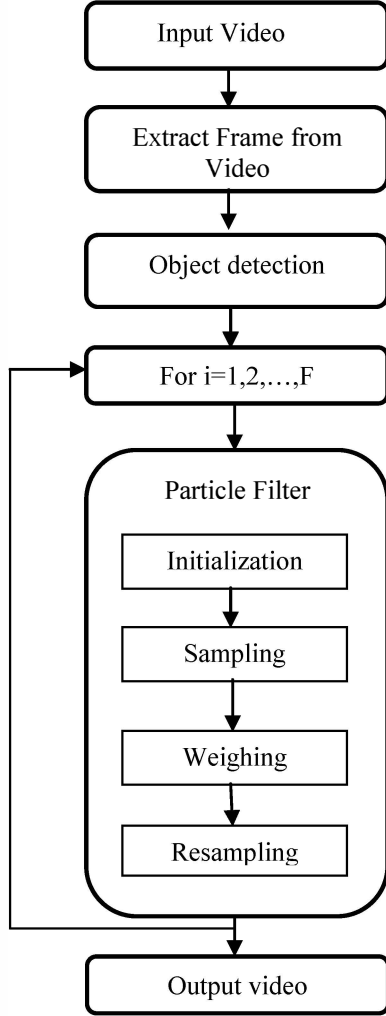 Input Video
Extract Frame from
Video
Object detection
For i=1,2,…,F
Particle Filter
Initialization
Sampling
Weighing
Resampling
Output video